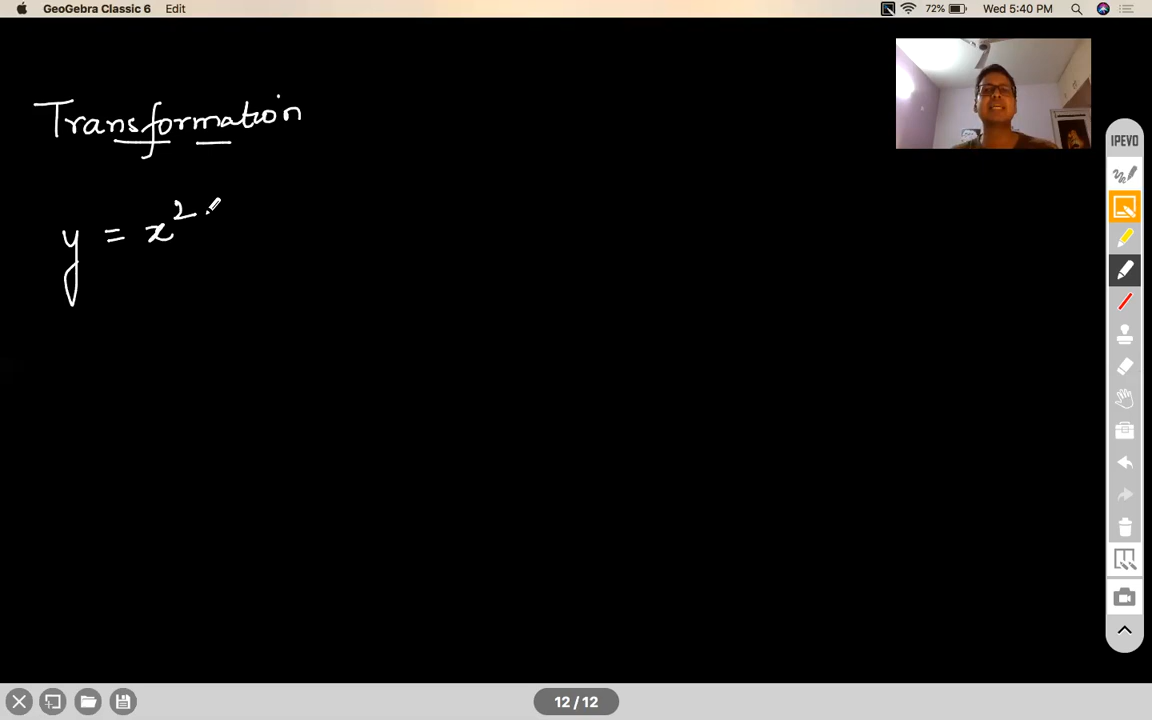 GeoGebra Classic 6 Edit 72% Wed 5:40 PM
Transformation
IPEVO
y = x²
12/12